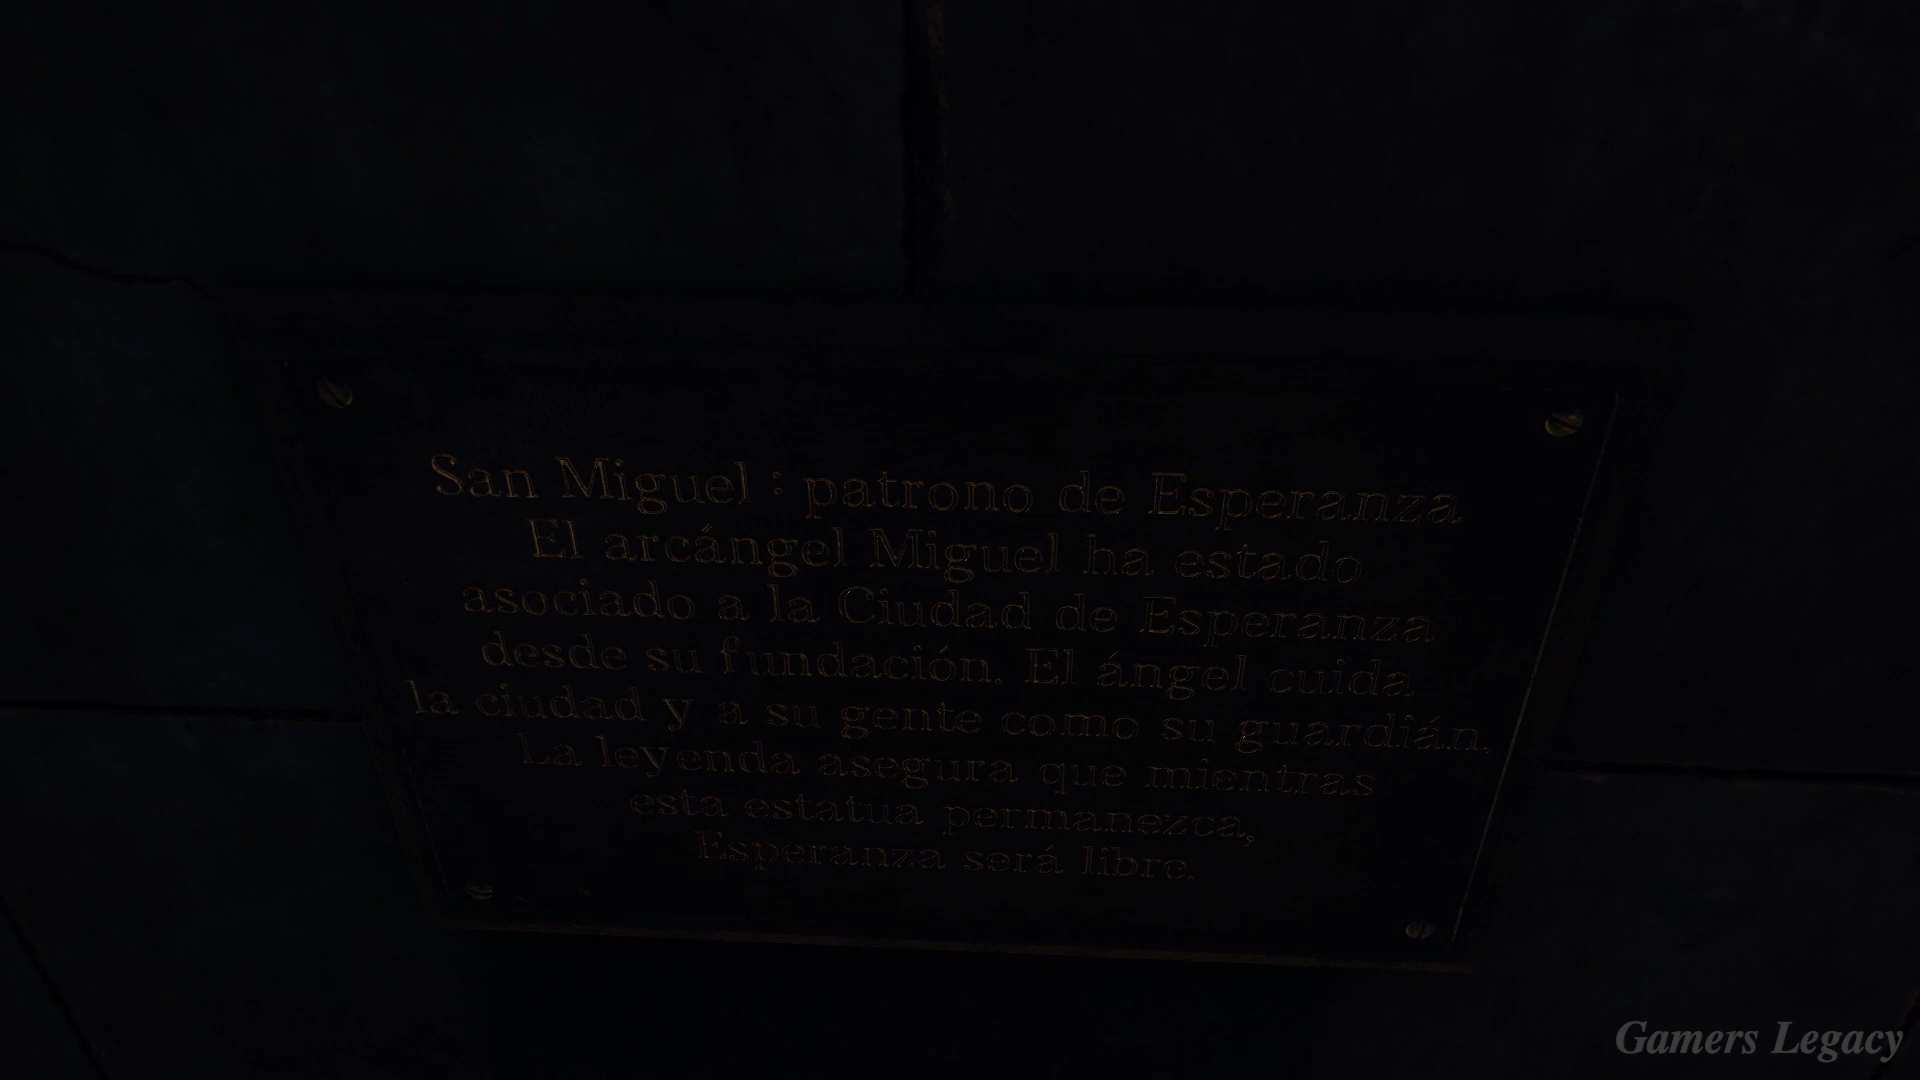 San Miguel : patrono de Esperanza
El arcángel Miguel ha estado
asociado a la Ciudad de Esperanza
desde su fundación. El ángel cuida
la ciudad y a su gente como su guardián.
La leyenda asegura que mientras
esta estatua permanezca,
Esperanza será libre.
Gamers Legacy